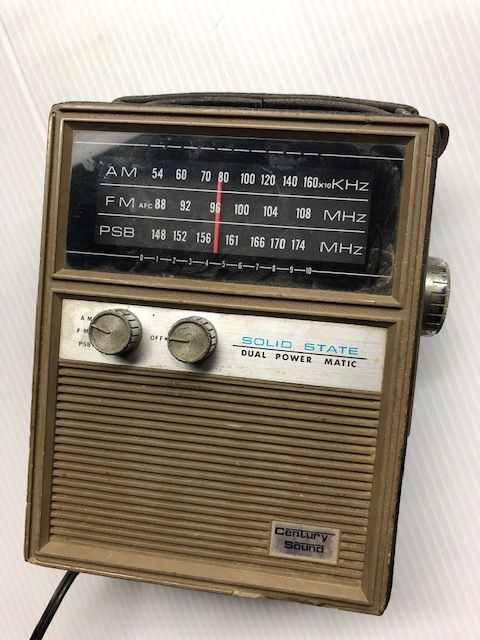 AM 54 60 70 80 100 120 140 160x10KHz
FM AFC 88 92 96 100 104 108 MHz
PSB 148 152 156 161 166 170 174 MHz
0 1 2 3 4 5 6 7 8 9 10
AM
FM
PSB
OFF
SOLID STATE
DUAL POWER MATIC
Century
Sound